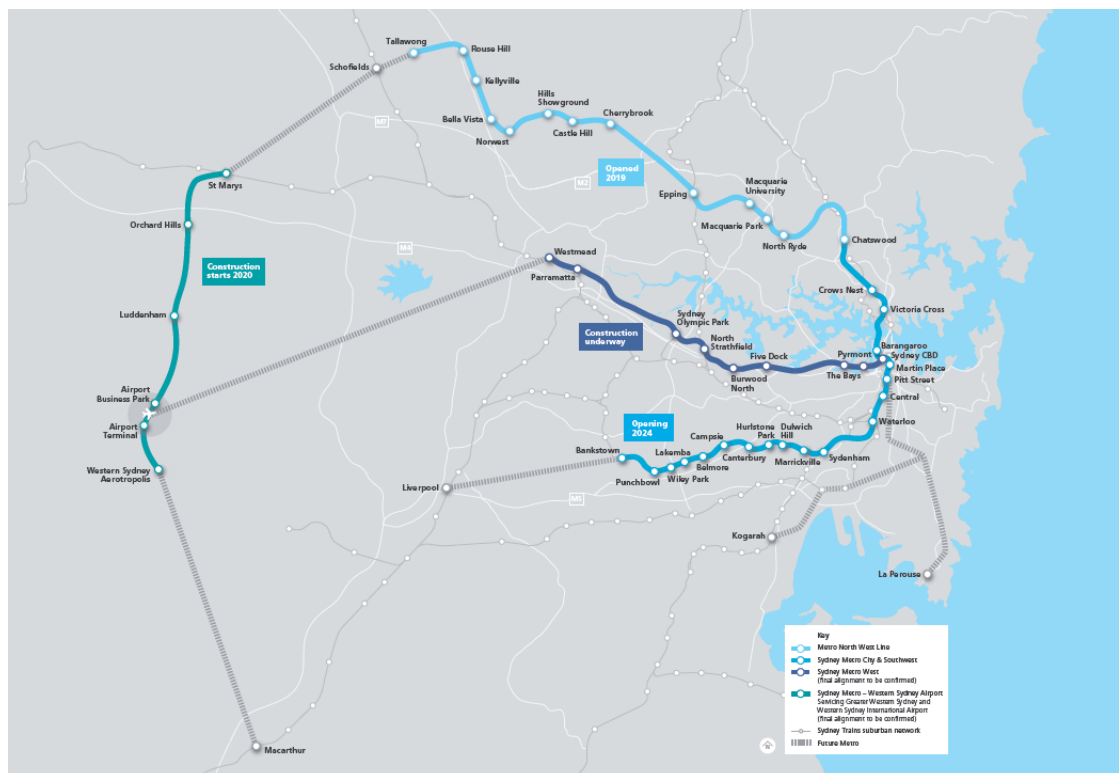 Tallawong
Rouse Hill
Schofields
Kellyville
Hills
Showground
Cherrybrook
Bella Vista
Castle Hill
M7
Norwest
Opened
2019
M2
St Marys
Macquarie
University
Epping
Orchard Hills
Macquarie Park
North Ryde
Chatswood
M4
Westmead
Construction
starts 2020
Parramatta
Crows Nest
Victoria Cross
Luddenham
Sydney
Olympic Park
Construction
underway
North
Strathfield
Five Dock
Pyrmont
Barangaroo
Sydney CBD
Martin Place
The Bays
Burwood
North
Pitt Street
Airport
Business Park
Central
Airport
Terminal
Opening
2024
Waterloo
Campsie
Hurlstone
Park
Dulwich
Hill
Bankstown
Lakemba
Canterbury
Belmore
Marrickville
Sydenham
Punchbowl
Wiley Park
Western Sydney
Aerotropolis
Liverpool
M5
Kogarah
La Perouse
Macarthur
Key
Metro North West Line
Sydney Metro City & Southwest
Sydney Metro West
(final alignment to be confirmed)
Sydney Metro – Western Sydney Airport
Servicing Greater Western Sydney and
Western Sydney International Airport
(final alignment to be confirmed)
Sydney Trains suburban network
Future Metro